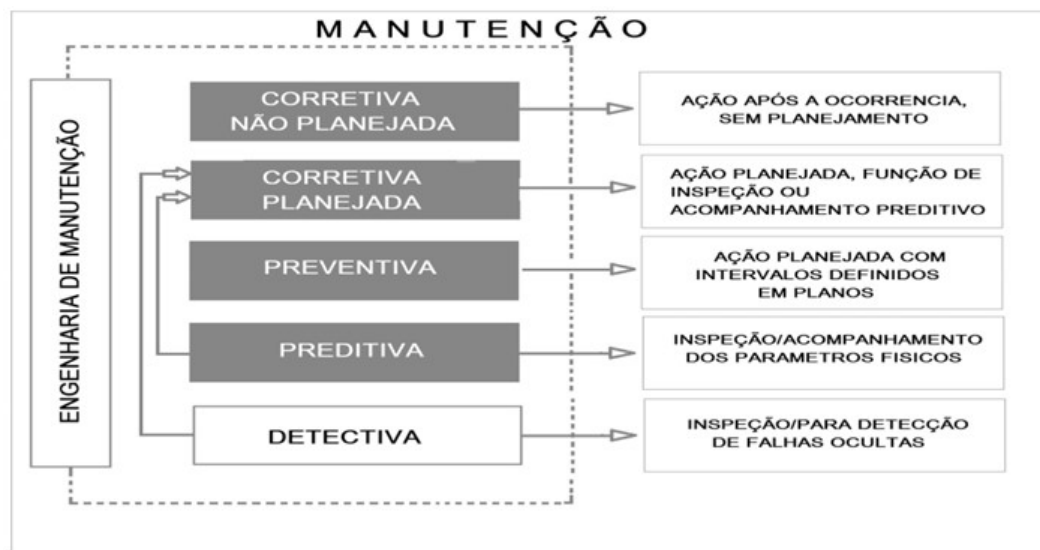 MANUTENÇÃO
ENGENHARIA DE MANUTENÇÃO
CORRETIVA
NÃO PLANEJADA
AÇÃO APÓS A OCORRENCIA,
SEM PLANEJAMENTO
CORRETIVA
PLANEJADA
AÇÃO PLANEJADA, FUNÇÃO DE
INSPEÇÃO OU
ACOMPANHAMENTO PREDITIVO
PREVENTIVA
AÇÃO PLANEJADA COM
INTERVALOS DEFINIDOS
EM PLANOS
PREDITIVA
INSPEÇÃO/ACOMPANHAMENTO
DOS PARAMETROS FISICOS
DETECTIVA
INSPEÇÃO/PARA DETECÇÃO
DE FALHAS OCULTAS